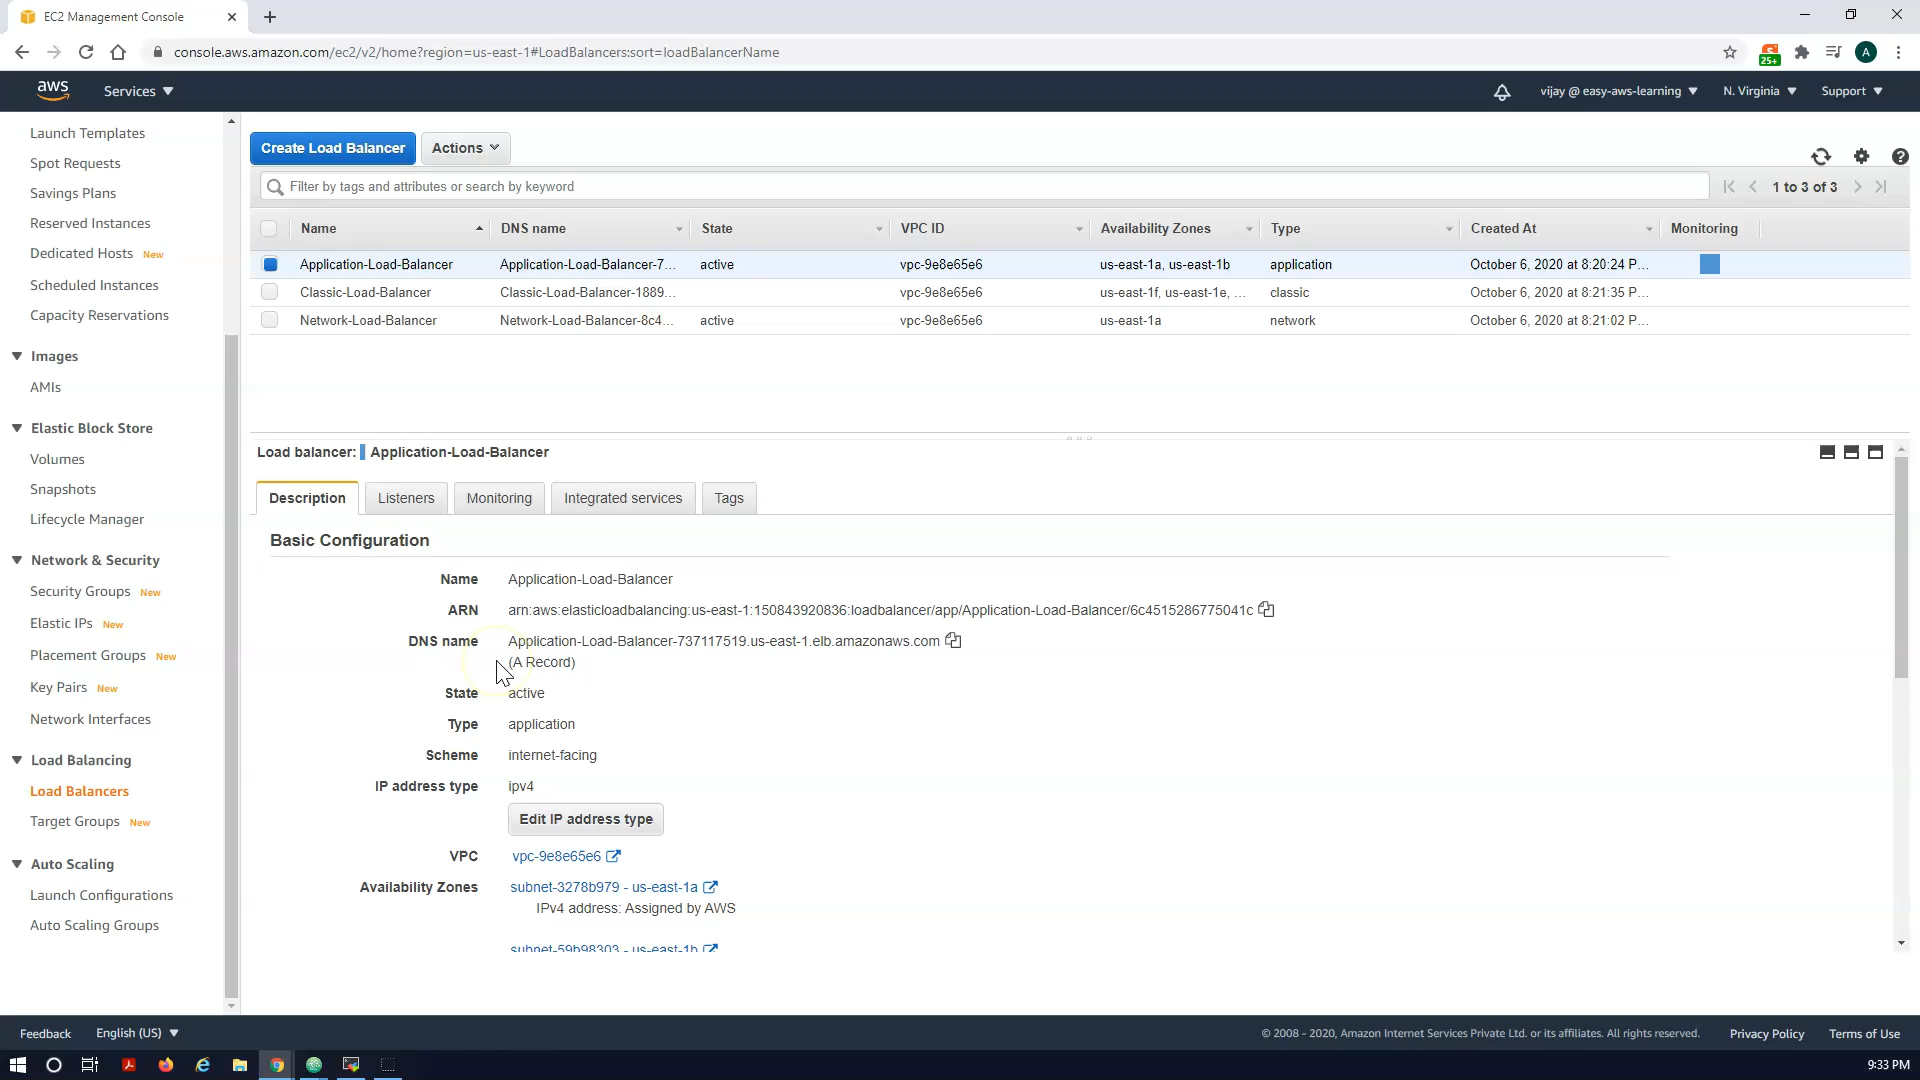 EC2 Management Console
console.aws.amazon.com/ec2/v2/home?region=us-east-1#LoadBalancers:sort=loadBalancerName
25+
A
aws
Services
vijay @ easy-aws-learning
N. Virginia
Support
Launch Templates
Spot Requests
Savings Plans
Reserved Instances
Dedicated Hosts New
Scheduled Instances
Capacity Reservations
Images
AMIs
Elastic Block Store
Volumes
Snapshots
Lifecycle Manager
Network & Security
Security Groups New
Elastic IPs New
Placement Groups New
Key Pairs New
Network Interfaces
Load Balancing
Load Balancers
Target Groups New
Auto Scaling
Launch Configurations
Auto Scaling Groups
Create Load Balancer
Actions
Filter by tags and attributes or search by keyword
1 to 3 of 3
Name DNS name State VPC ID Availability Zones Type Created At Monitoring
Application-Load-Balancer Application-Load-Balancer-7... active vpc-9e8e65e6 us-east-1a, us-east-1b application October 6, 2020 at 8:20:24 P...
Classic-Load-Balancer Classic-Load-Balancer-1889... vpc-9e8e65e6 us-east-1f, us-east-1e, ... classic October 6, 2020 at 8:21:35 P...
Network-Load-Balancer Network-Load-Balancer-8c4... active vpc-9e8e65e6 us-east-1a network October 6, 2020 at 8:21:02 P...
Load balancer: Application-Load-Balancer
Description Listeners Monitoring Integrated services Tags
Basic Configuration
Name Application-Load-Balancer
ARN arn:aws:elasticloadbalancing:us-east-1:150843920836:loadbalancer/app/Application-Load-Balancer/6c4515286775041c
DNS name Application-Load-Balancer-737117519.us-east-1.elb.amazonaws.com
(A Record)
State active
Type application
Scheme internet-facing
IP address type ipv4
Edit IP address type
VPC vpc-9e8e65e6
Availability Zones subnet-3278b979 - us-east-1a
IPv4 address: Assigned by AWS
subnet-59b98303 - us-east-1b
Feedback
English (US)
© 2008 - 2020, Amazon Internet Services Private Ltd. or its affiliates. All rights reserved.
Privacy Policy
Terms of Use
9:33 PM